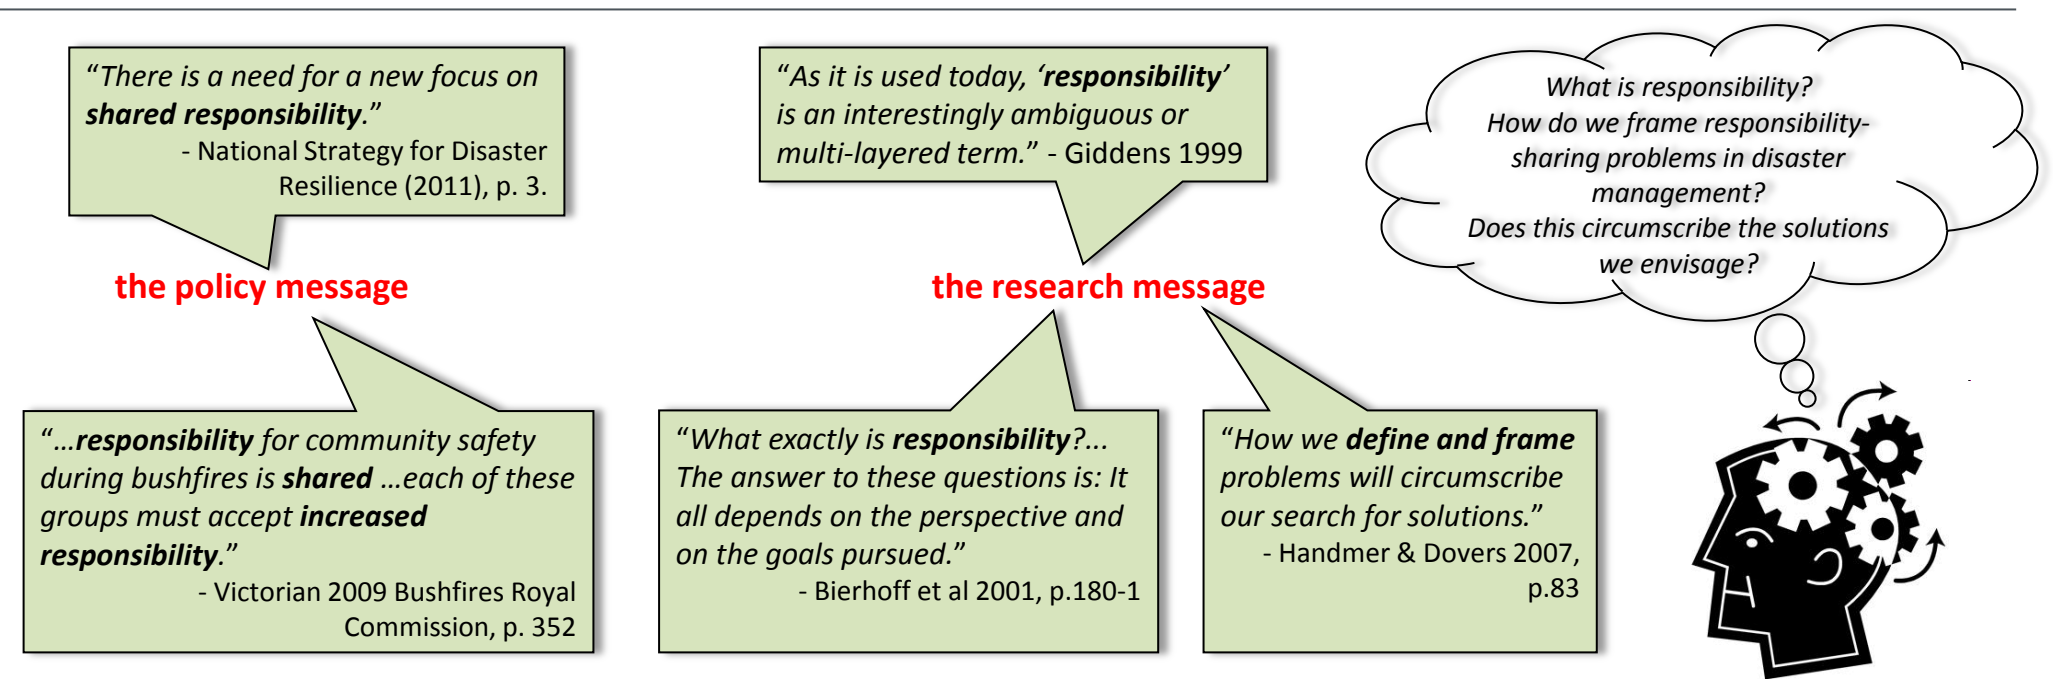 “There is a need for a new focus on
shared responsibility.”
- National Strategy for Disaster
Resilience (2011), p. 3.
the policy message
“…responsibility for community safety
during bushfires is shared …each of these
groups must accept increased
responsibility.”
- Victorian 2009 Bushfires Royal
Commission, p. 352
“As it is used today, ‘responsibility’
is an interestingly ambiguous or
multi-layered term.” - Giddens 1999
the research message
“What exactly is responsibility?...
The answer to these questions is: It
all depends on the perspective and
on the goals pursued.”
- Bierhoff et al 2001, p.180-1
“How we define and frame
problems will circumscribe
our search for solutions.”
- Handmer & Dovers 2007,
p.83
What is responsibility?
How do we frame responsibility-
sharing problems in disaster
management?
Does this circumscribe the solutions
we envisage?